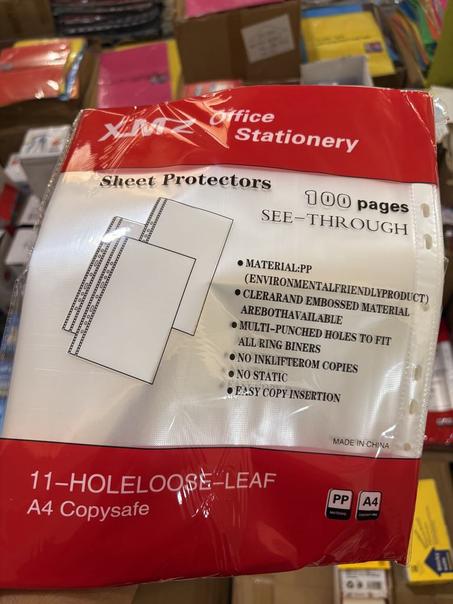 XMZ Office
Stationery
Sheet Protectors
100 pages
SEE-THROUGH
● MATERIAL:PP
(ENVIRONMENTALFRIENDLYPRODUCT)
● CLERARAND EMBOSSED MATERIAL
AREBOTHAVAILABLE
● MULTI-PUNCHED HOLES TO FIT
ALL RING BINERS
● NO INKLIFTEROM COPIES
● NO STATIC
● EASY COPY INSERTION
MADE IN CHINA
11-HOLELOOSE-LEAF
A4 Copysafe
PP
A4